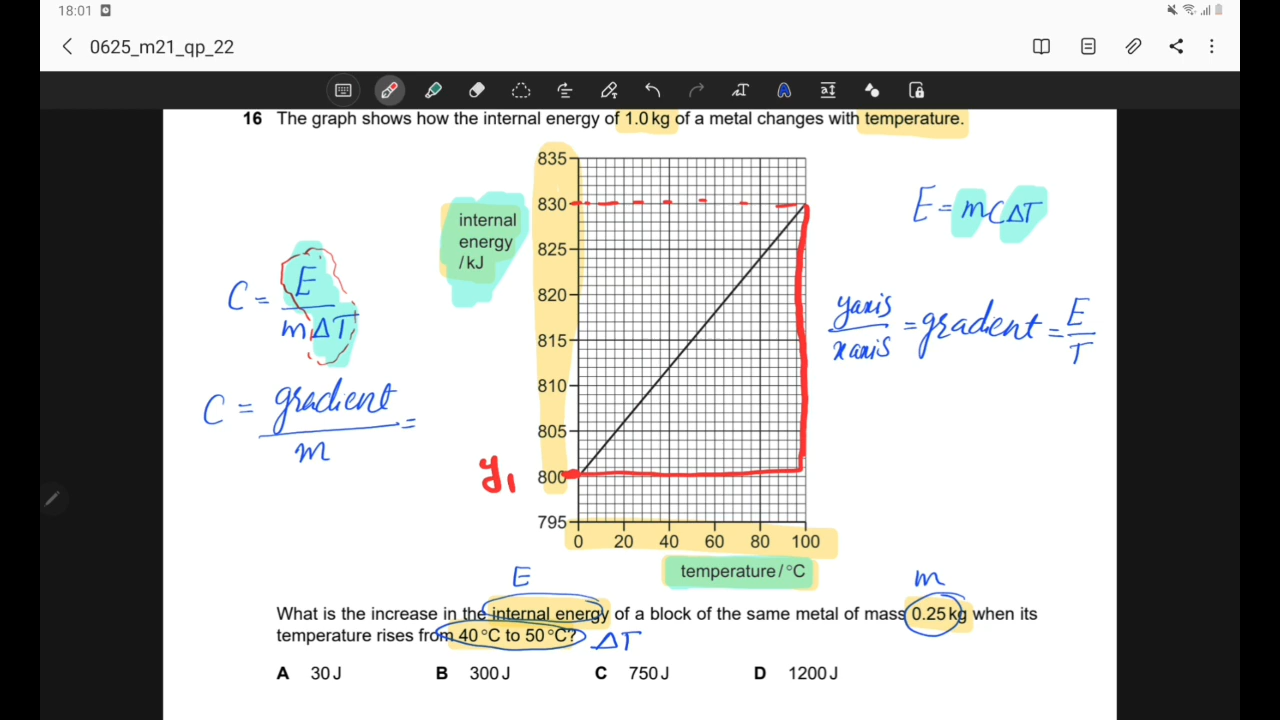 18:01
0625_m21_qp_22
16 The graph shows how the internal energy of 1.0 kg of a metal changes with temperature.
835
830
825
820
815
810
805
800
795
internal
energy
/ kJ
0 20 40 60 80 100
temperature / °C
E = mCΔT
C = E / mΔT
y axis / x axis = gradient = E / T
C = gradient / m =
y₁
E
m
What is the increase in the internal energy of a block of the same metal of mass 0.25 kg when its
temperature rises from 40 °C to 50 °C? ΔT
A 30 J B 300 J C 750 J D 1200 J